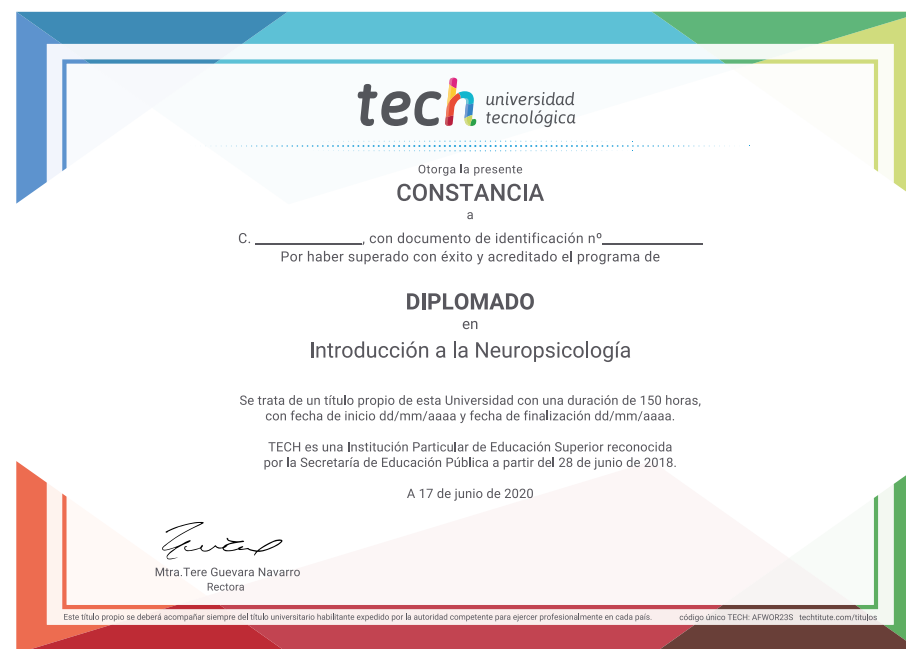 tech universidad
tecnológica
Otorga la presente
CONSTANCIA
a
C. ______________, con documento de identificación nº_____________
Por haber superado con éxito y acreditado el programa de
DIPLOMADO
en
Introducción a la Neuropsicología
Se trata de un título propio de esta Universidad con una duración de 150 horas,
con fecha de inicio dd/mm/aaaa y fecha de finalización dd/mm/aaaa.
TECH es una Institución Particular de Educación Superior reconocida
por la Secretaría de Educación Pública a partir del 28 de junio de 2018.
A 17 de junio de 2020
Mtra.Tere Guevara Navarro
Rectora
Este título propio se deberá acompañar siempre del título universitario habilitante expedido por la autoridad competente para ejercer profesionalmente en cada país. código único TECH: AFWOR23S techtitute.com/titulos